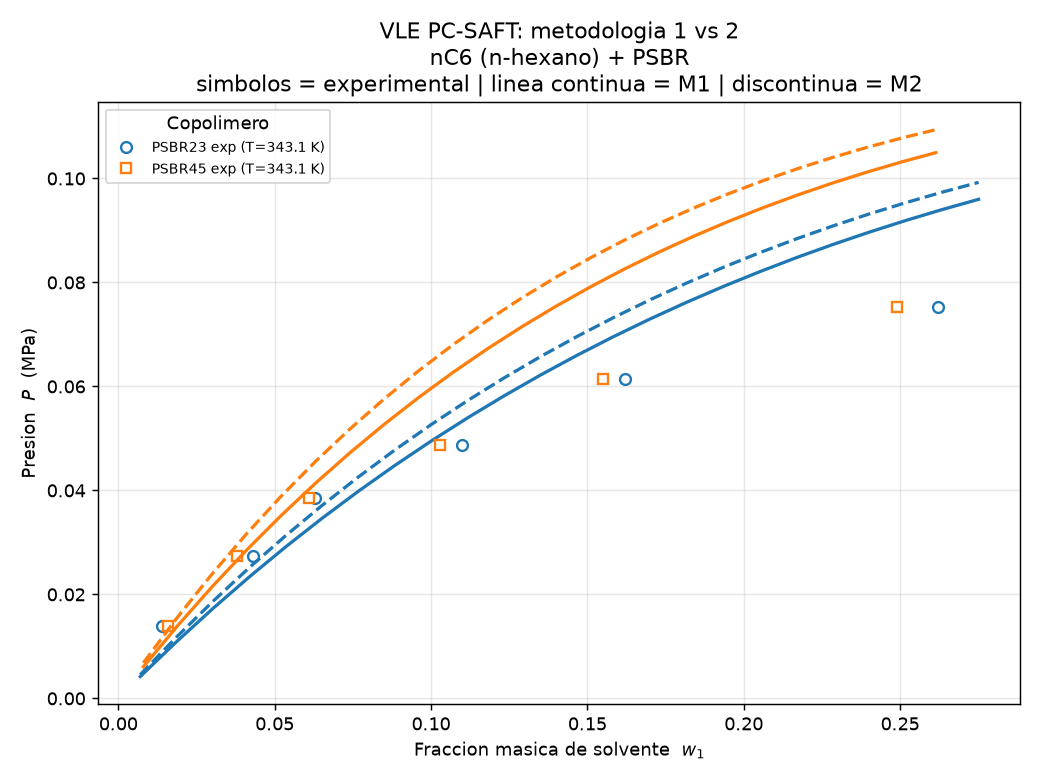 VLE PC-SAFT: metodologia 1 vs 2
nC6 (n-hexano) + PSBR
simbolos = experimental | linea continua = M1 | discontinua = M2
Copolimero
PSBR23 exp (T=343.1 K)
PSBR45 exp (T=343.1 K)
Presion P (MPa)
0.10
0.08
0.06
0.04
0.02
0.00
0.00 0.05 0.10 0.15 0.20 0.25
Fraccion masica de solvente w₁